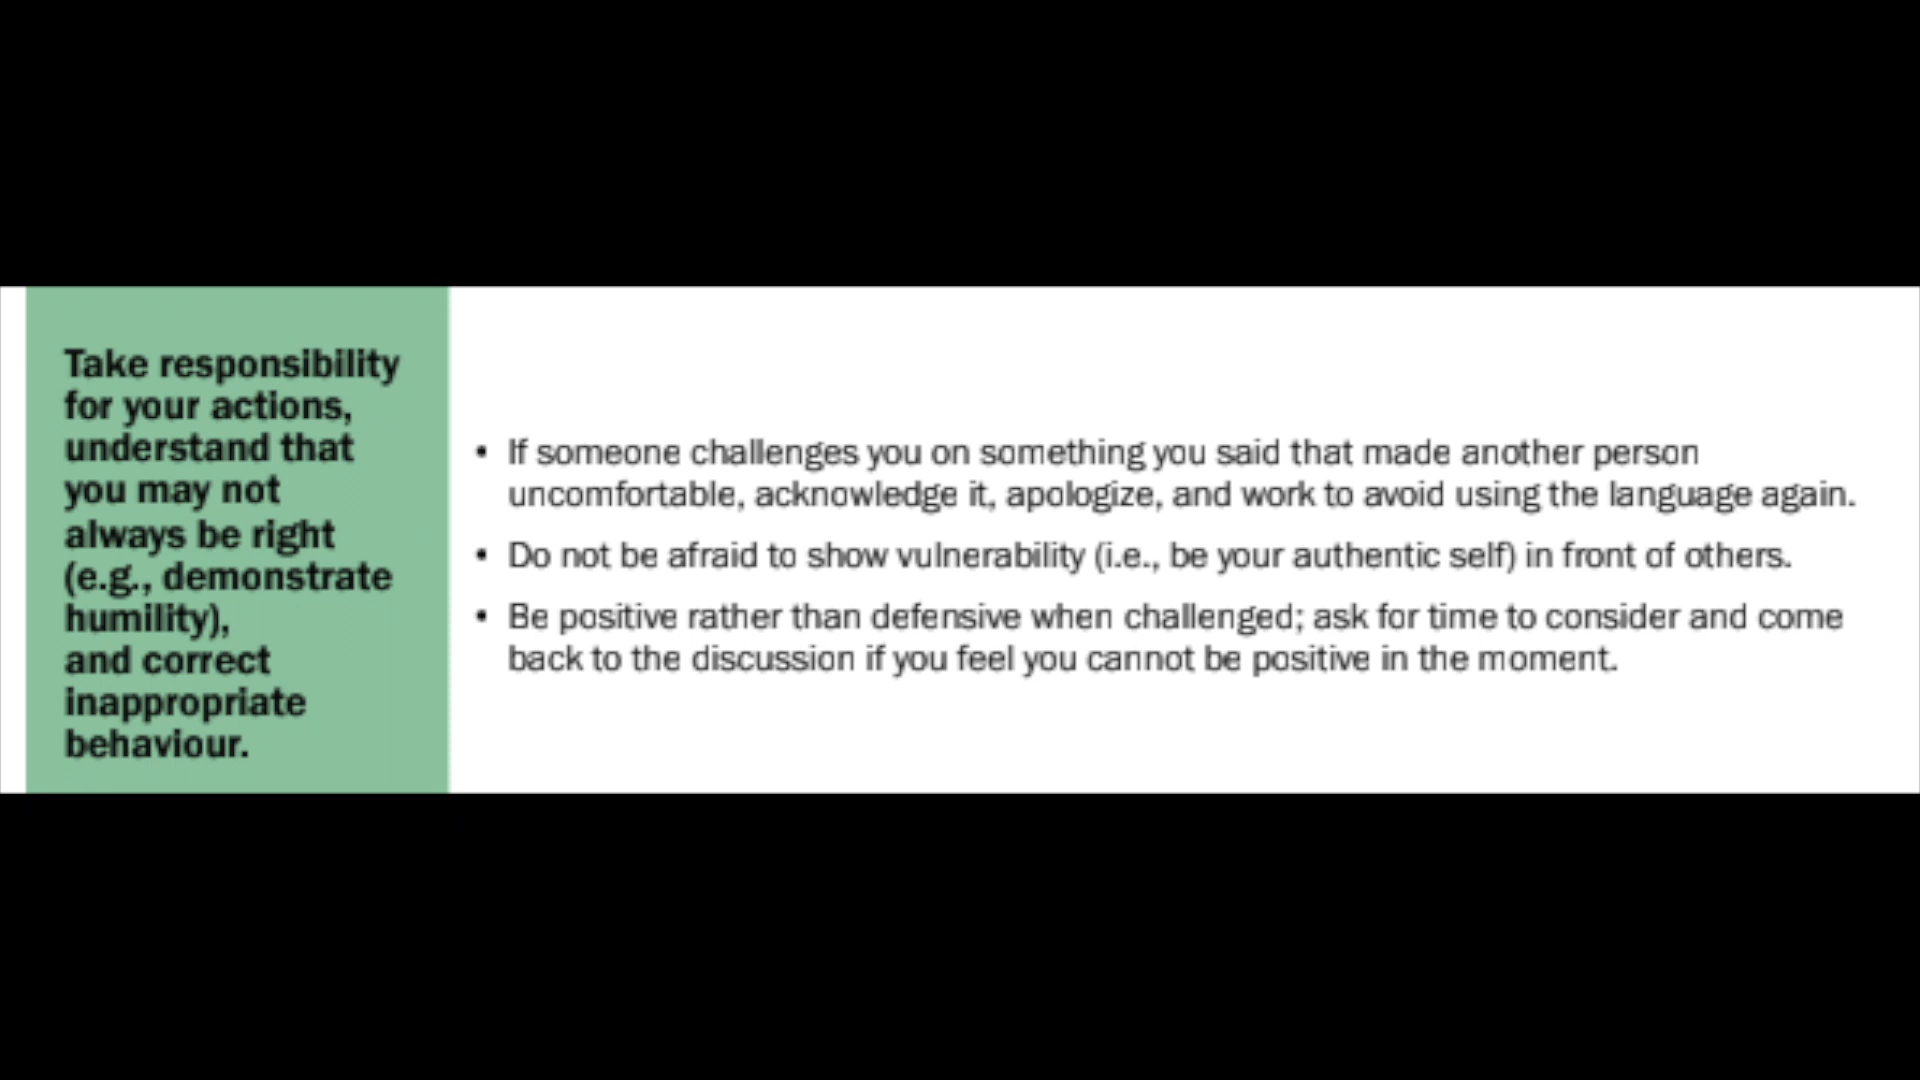 Take responsibility
for your actions,
understand that
you may not
always be right
(e.g., demonstrate
humility),
and correct
inappropriate
behaviour.
• If someone challenges you on something you said that made another person
uncomfortable, acknowledge it, apologize, and work to avoid using the language again.
• Do not be afraid to show vulnerability (i.e., be your authentic self) in front of others.
• Be positive rather than defensive when challenged; ask for time to consider and come
back to the discussion if you feel you cannot be positive in the moment.